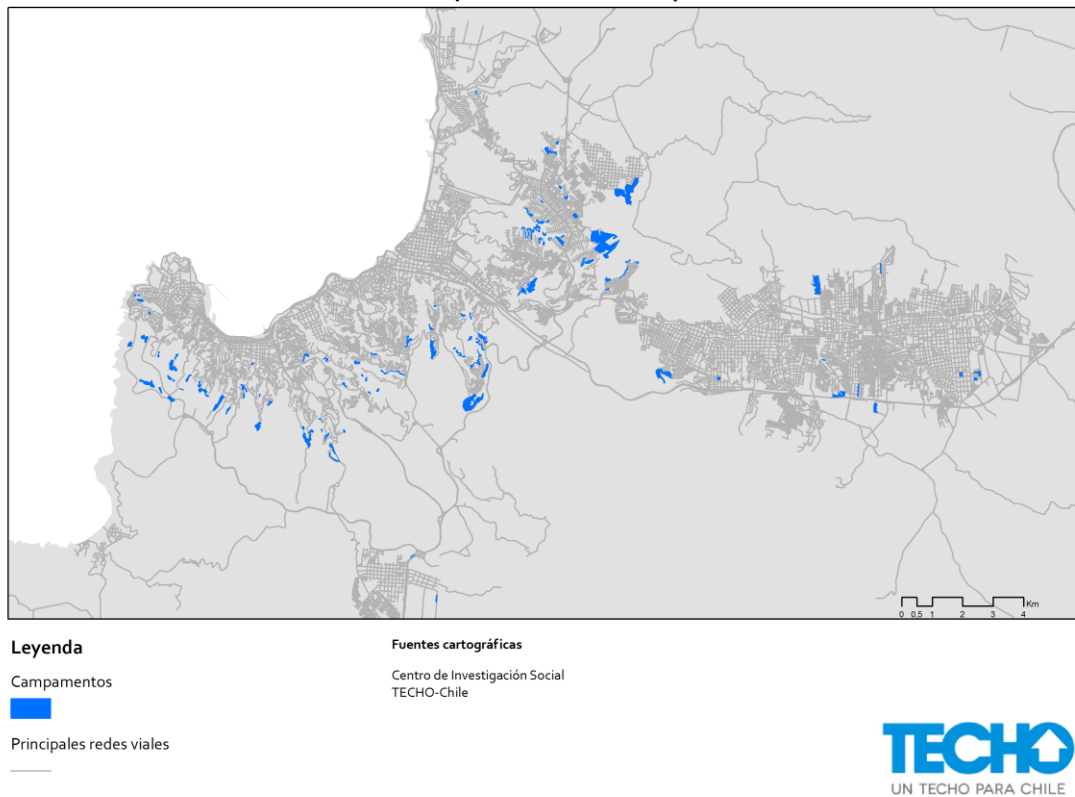 0 0,5 1 2 3 4 Km
Leyenda
Campamentos
Principales redes viales
Fuentes cartográficas
Centro de Investigación Social
TECHO-Chile
TECHO
UN TECHO PARA CHILE